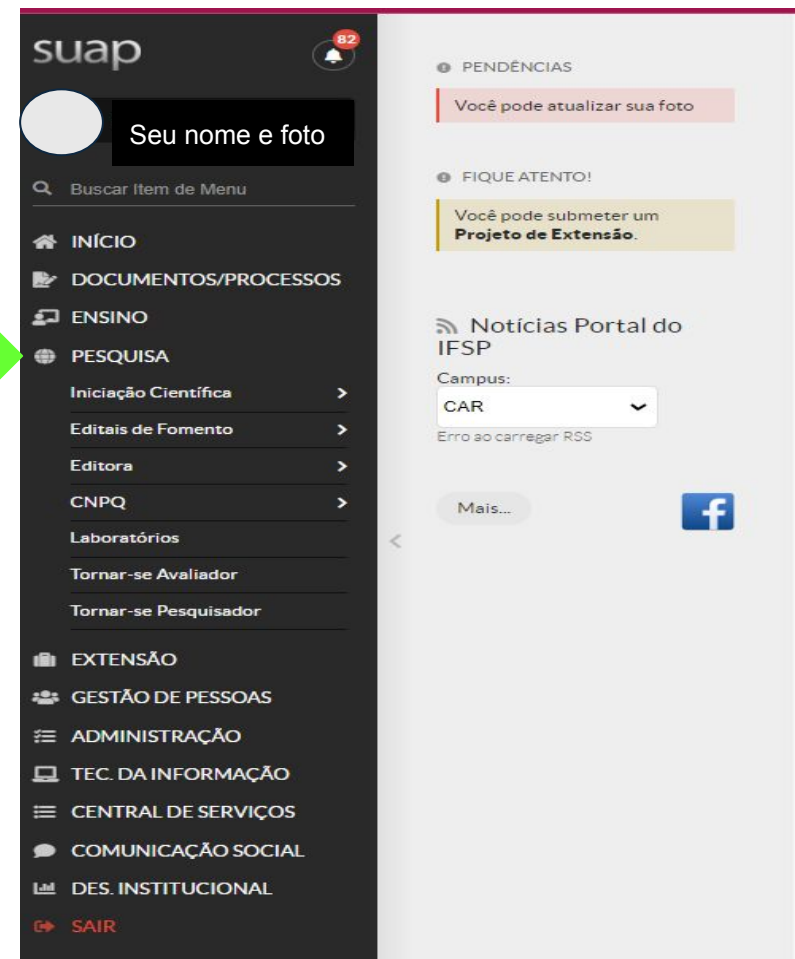 suap
82
Seu nome e foto
Buscar Item de Menu
INÍCIO
DOCUMENTOS/PROCESSOS
ENSINO
PESQUISA
Iniciação Científica
Editais de Fomento
Editora
CNPQ
Laboratórios
Tornar-se Avaliador
Tornar-se Pesquisador
EXTENSÃO
GESTÃO DE PESSOAS
ADMINISTRAÇÃO
TEC. DA INFORMAÇÃO
CENTRAL DE SERVIÇOS
COMUNICAÇÃO SOCIAL
DES. INSTITUCIONAL
SAIR
PENDÊNCIAS
Você pode atualizar sua foto
FIQUE ATENTO!
Você pode submeter um
Projeto de Extensão.
Notícias Portal do
IFSP
Campus:
CAR
Erro ao carregar RSS
Mais...
f